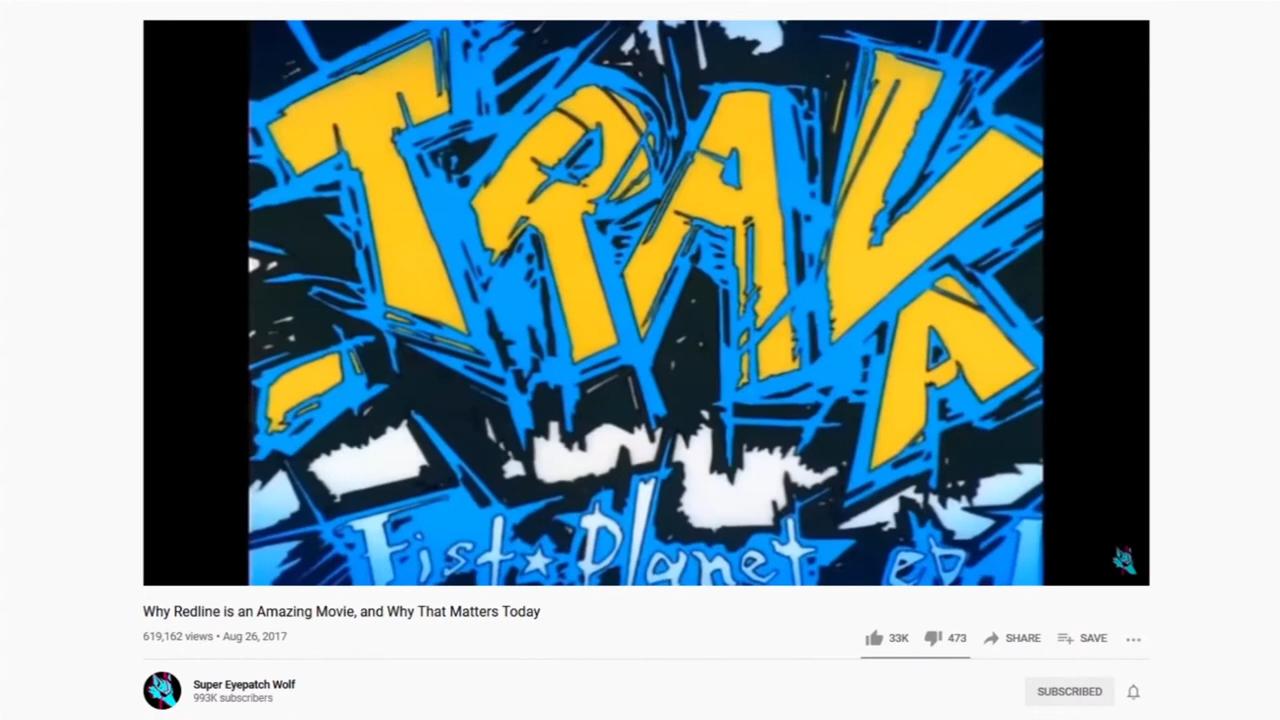 TRAVA
Fist★Planet ep 1
Why Redline is an Amazing Movie, and Why That Matters Today
619,162 views • Aug 26, 2017
33K 473 SHARE SAVE
Super Eyepatch Wolf
993K subscribers
SUBSCRIBED